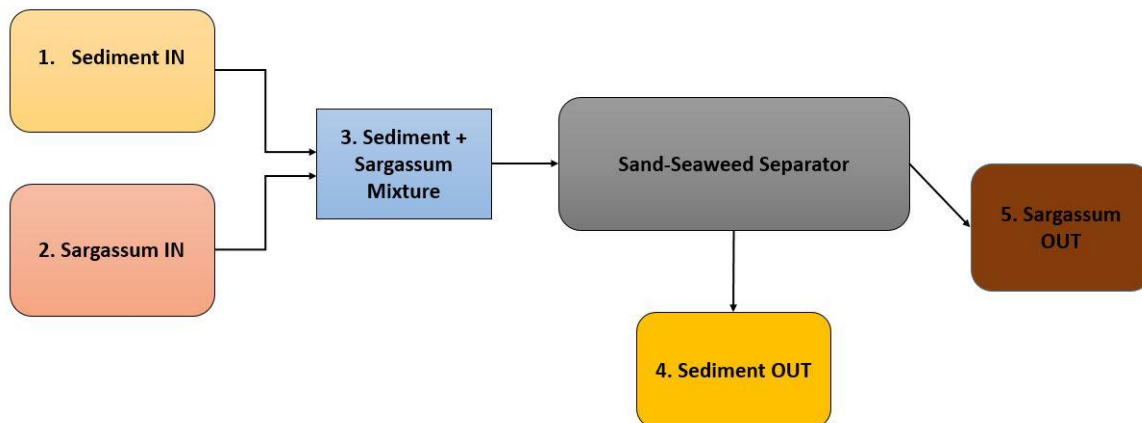 1. Sediment IN
2. Sargassum IN
3. Sediment +
Sargassum
Mixture
Sand-Seaweed Separator
4. Sediment OUT
5. Sargassum
OUT